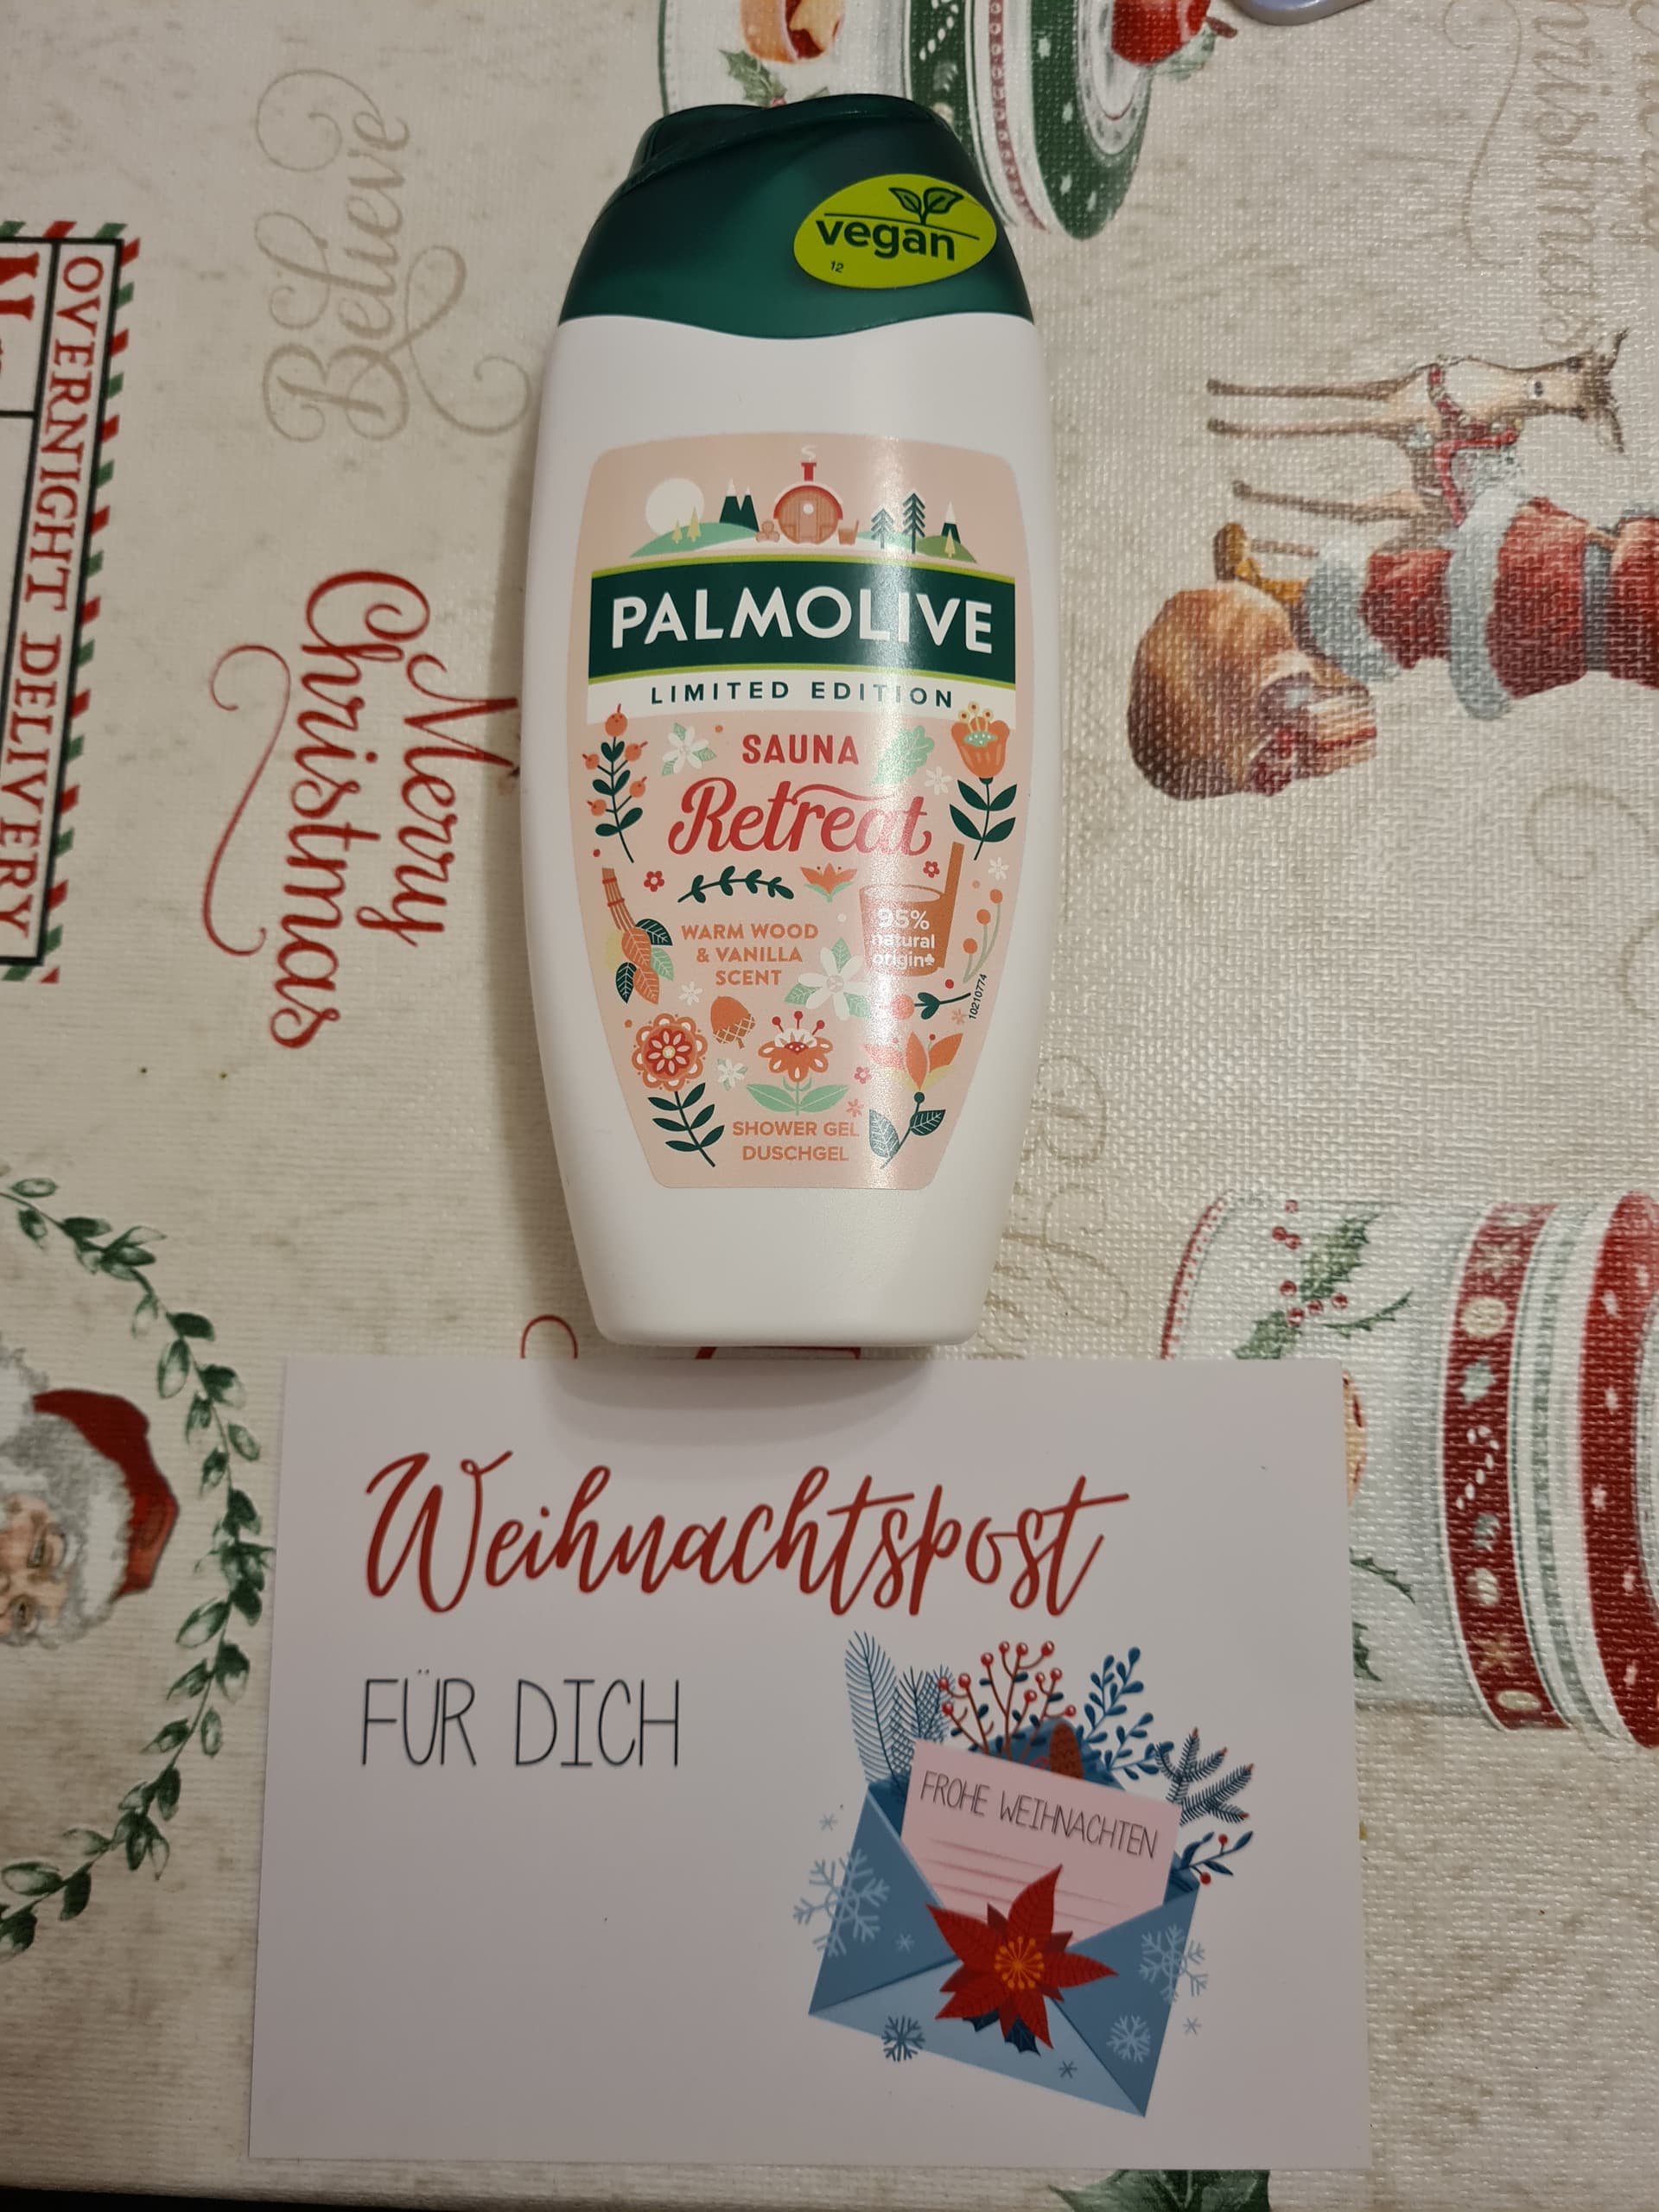 vegan
12
PALMOLIVE
LIMITED EDITION
SAUNA
Retreat
WARM WOOD
& VANILLA
SCENT
95%
natural
origin♣
10210774
SHOWER GEL
DUSCHGEL
Believe
OVERNIGHT DELIVERY
Merry
Christmas
Weihnachtspost
FÜR DICH
FROHE WEIHNACHTEN